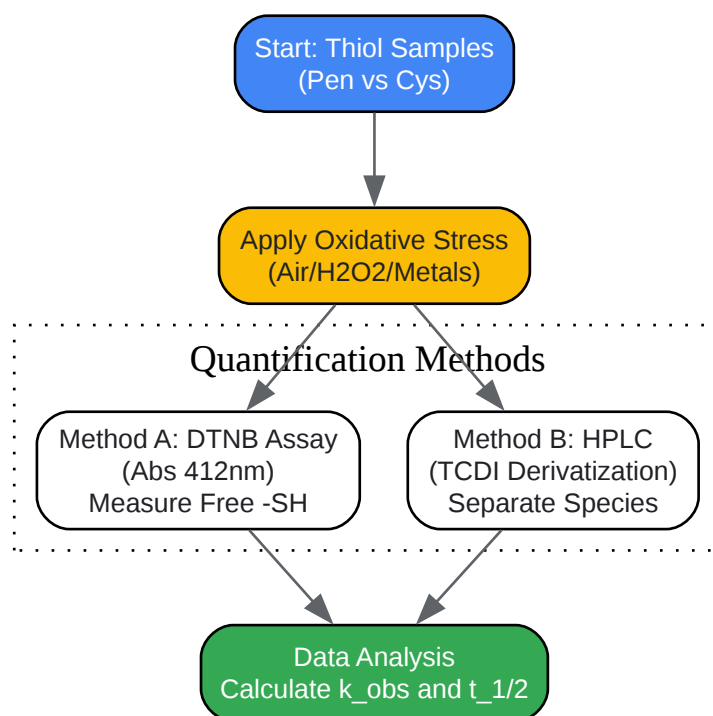 Start: Thiol Samples
(Pen vs Cys)
Apply Oxidative Stress
(Air/H2O2/Metals)
Quantification Methods
Method A: DTNB Assay
(Abs 412nm)
Measure Free -SH
Method B: HPLC
(TCDI Derivatization)
Separate Species
Data Analysis
Calculate k_obs and t_1/2